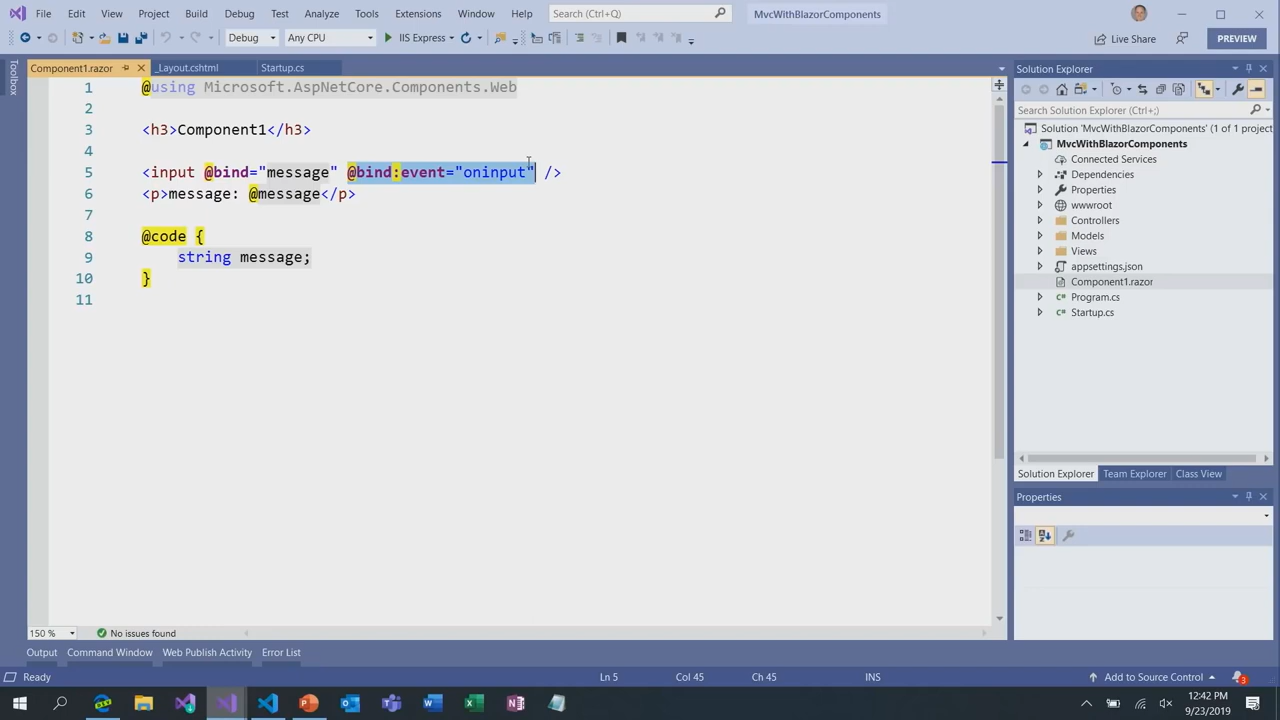 File Edit View Project Build Debug Test Analyze Tools Extensions Window Help Search (Ctrl+Q) MvcWithBlazorComponents
Debug Any CPU IIS Express Live Share PREVIEW
Toolbox
Component1.razor _Layout.cshtml Startup.cs
1 @using Microsoft.AspNetCore.Components.Web
2
3 <h3>Component1</h3>
4
5 <input @bind="message" @bind:event="oninput" />
6 <p>message: @message</p>
7
8 @code {
9 string message;
10 }
11
150 % No issues found
Output Command Window Web Publish Activity Error List
Solution Explorer
Search Solution Explorer (Ctrl+;)
Solution 'MvcWithBlazorComponents' (1 of 1 project
MvcWithBlazorComponents
Connected Services
Dependencies
Properties
wwwroot
Controllers
Models
Views
appsettings.json
Component1.razor
Program.cs
Startup.cs
Solution Explorer Team Explorer Class View
Properties
Ready Ln 5 Col 45 Ch 45 INS Add to Source Control 3
12:42 PM
9/23/2019